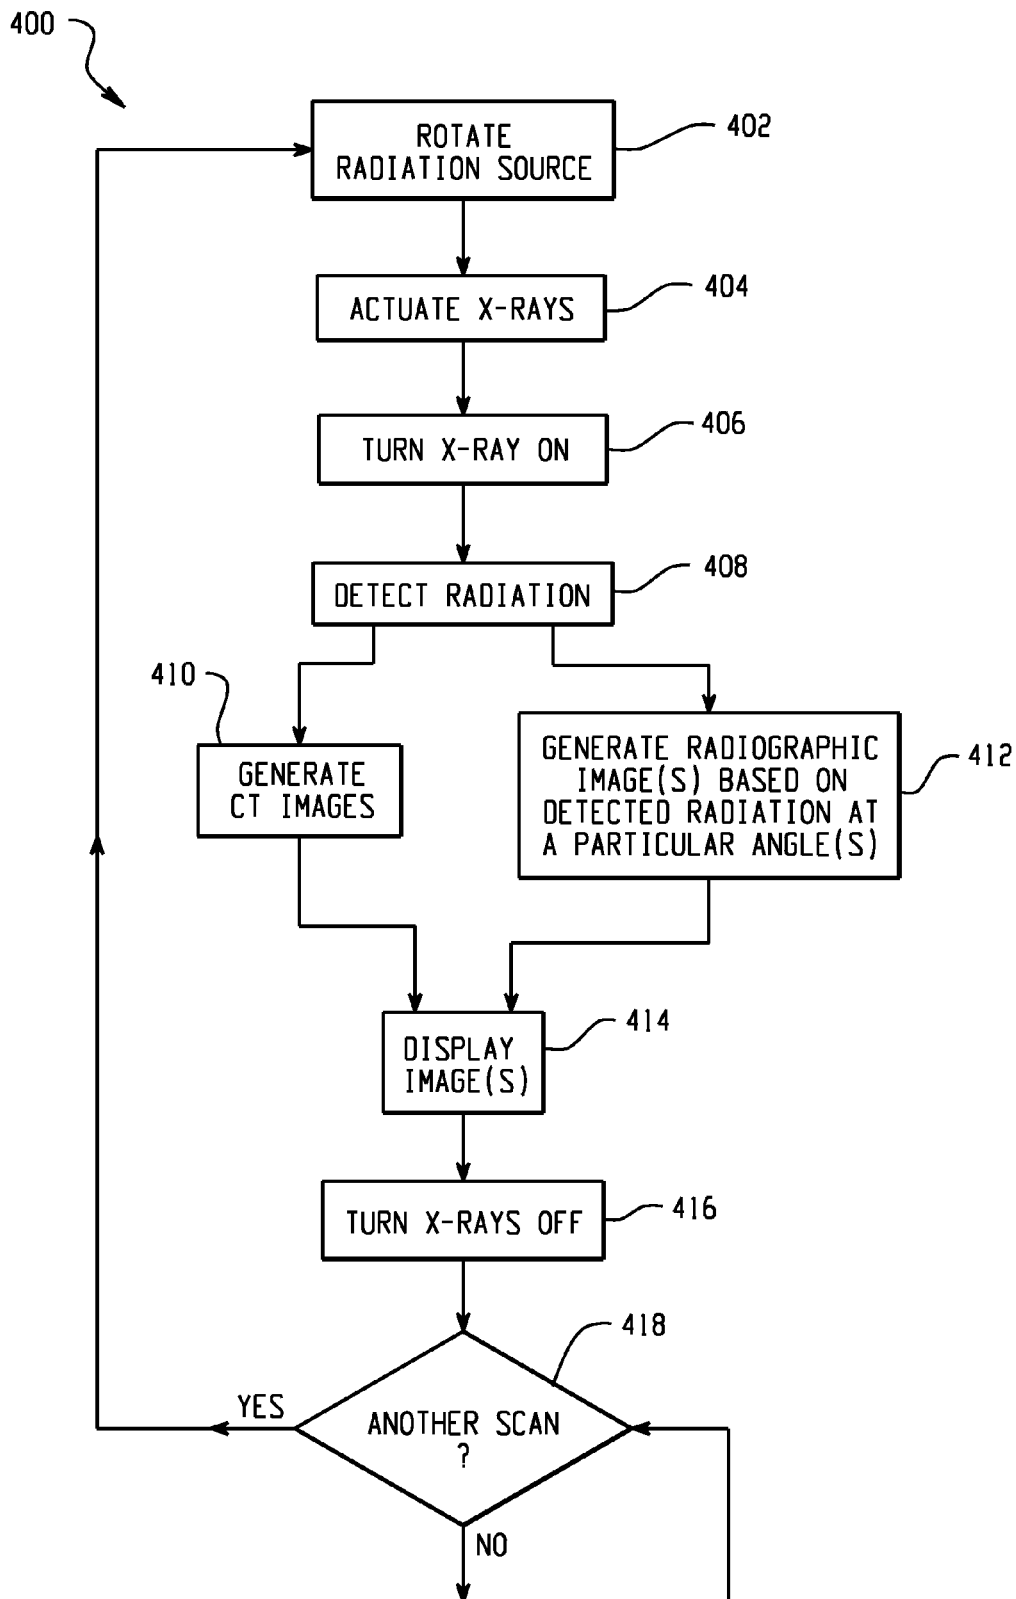 400
ROTATE
RADIATION SOURCE
402
ACTUATE X-RAYS
404
TURN X-RAY ON
406
DETECT RADIATION
408
410
GENERATE
CT IMAGES
GENERATE RADIOGRAPHIC
IMAGE(S) BASED ON
DETECTED RADIATION AT
A PARTICULAR ANGLE(S)
412
DISPLAY
IMAGE(S)
414
TURN X-RAYS OFF
416
418
YES
ANOTHER SCAN
?
NO